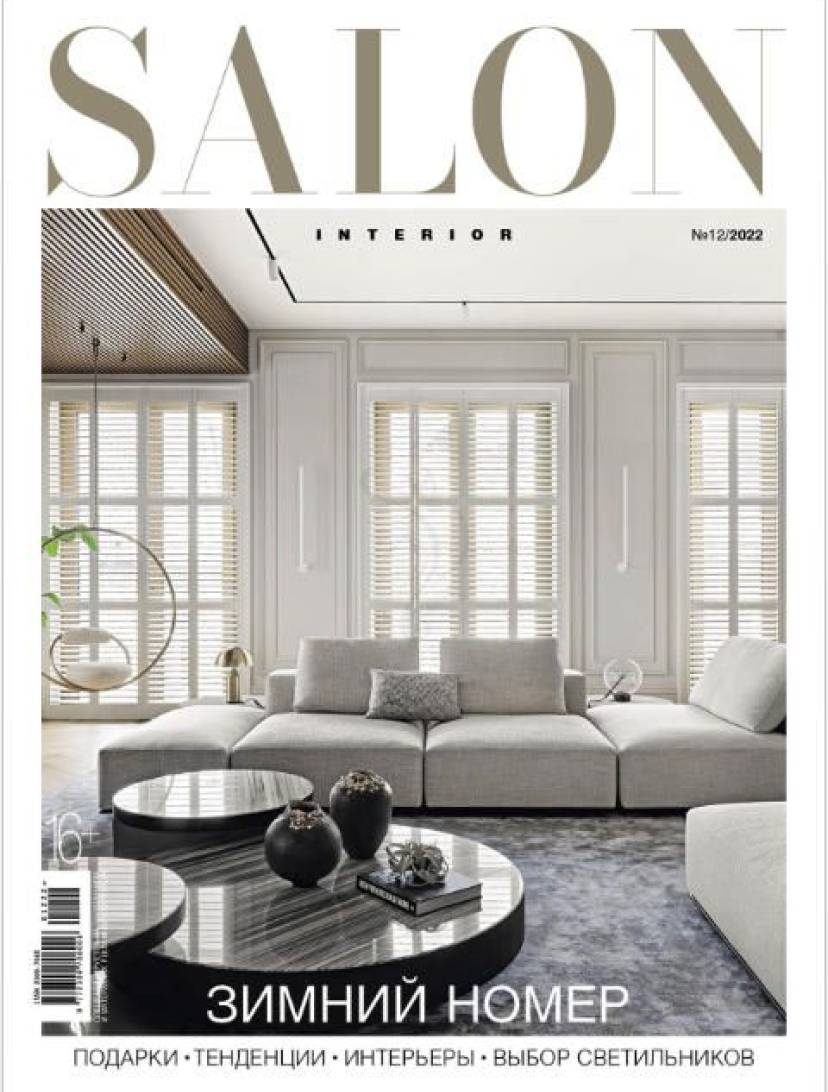 SALON
INTERIOR
№12/2022
16+
ЗИМНИЙ НОМЕР
ПОДАРКИ • ТЕНДЕНЦИИ • ИНТЕРЬЕРЫ • ВЫБОР СВЕТИЛЬНИКОВ